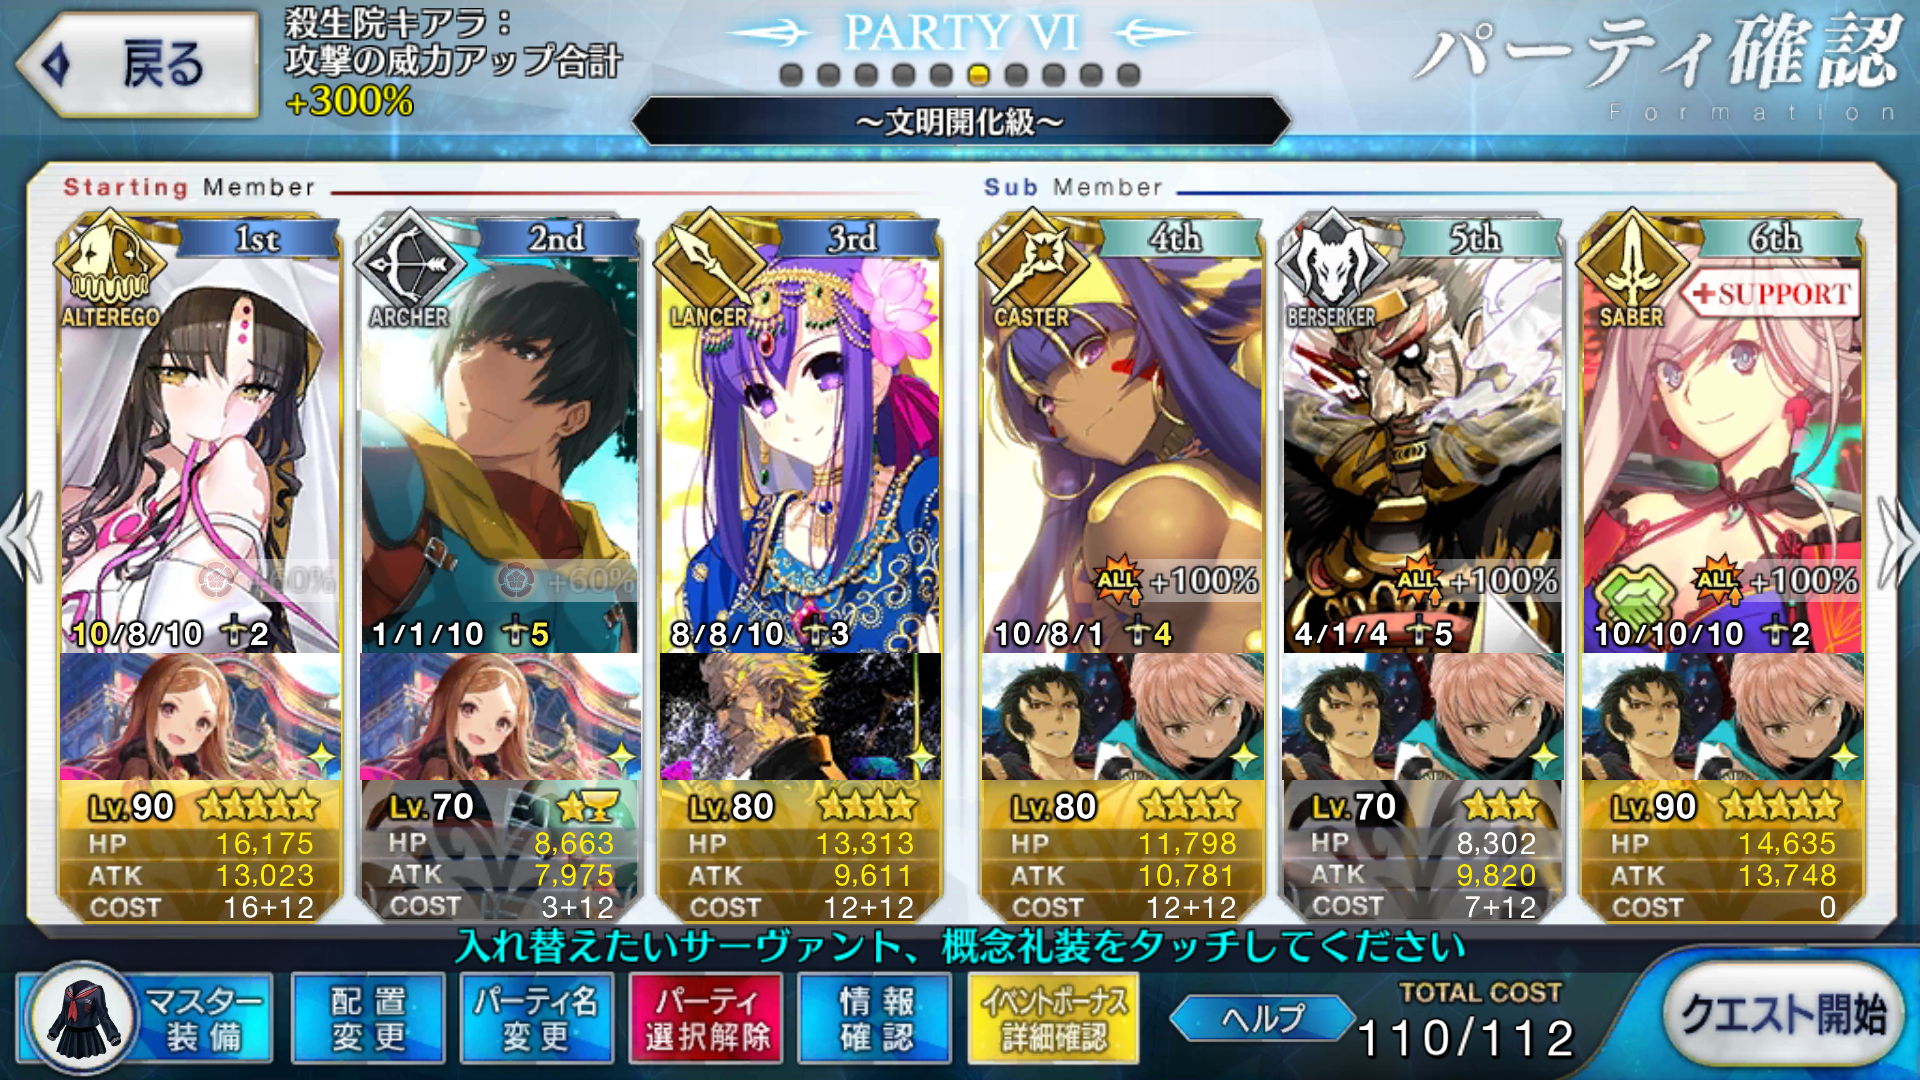 戻る
殺生院キアラ：
攻撃の威力アップ合計
+300%
PARTY VI
～文明開化級～
パーティ確認
Formation
Starting Member
Sub Member
1st
2nd
3rd
4th
5th
6th
ALTEREGO
ARCHER
LANCER
CASTER
BERSERKER
SABER
+SUPPORT
+60%
+60%
ALL +100%
ALL +100%
ALL +100%
10/8/10 2
1/1/10 5
8/8/10 3
10/8/1 4
4/1/4 5
10/10/10 2
Lv.90
HP 16,175
ATK 13,023
COST 16+12
Lv.70
HP 8,663
ATK 7,975
COST 3+12
Lv.80
HP 13,313
ATK 9,611
COST 12+12
Lv.80
HP 11,798
ATK 10,781
COST 12+12
Lv.70
HP 8,302
ATK 9,820
COST 7+12
Lv.90
HP 14,635
ATK 13,748
COST 0
入れ替えたいサーヴァント、概念礼装をタッチしてください
マスター
装備
配置
変更
パーティ名
変更
パーティ
選択解除
情報
確認
イベントボーナス
詳細確認
ヘルプ
TOTAL COST
110/112
クエスト開始